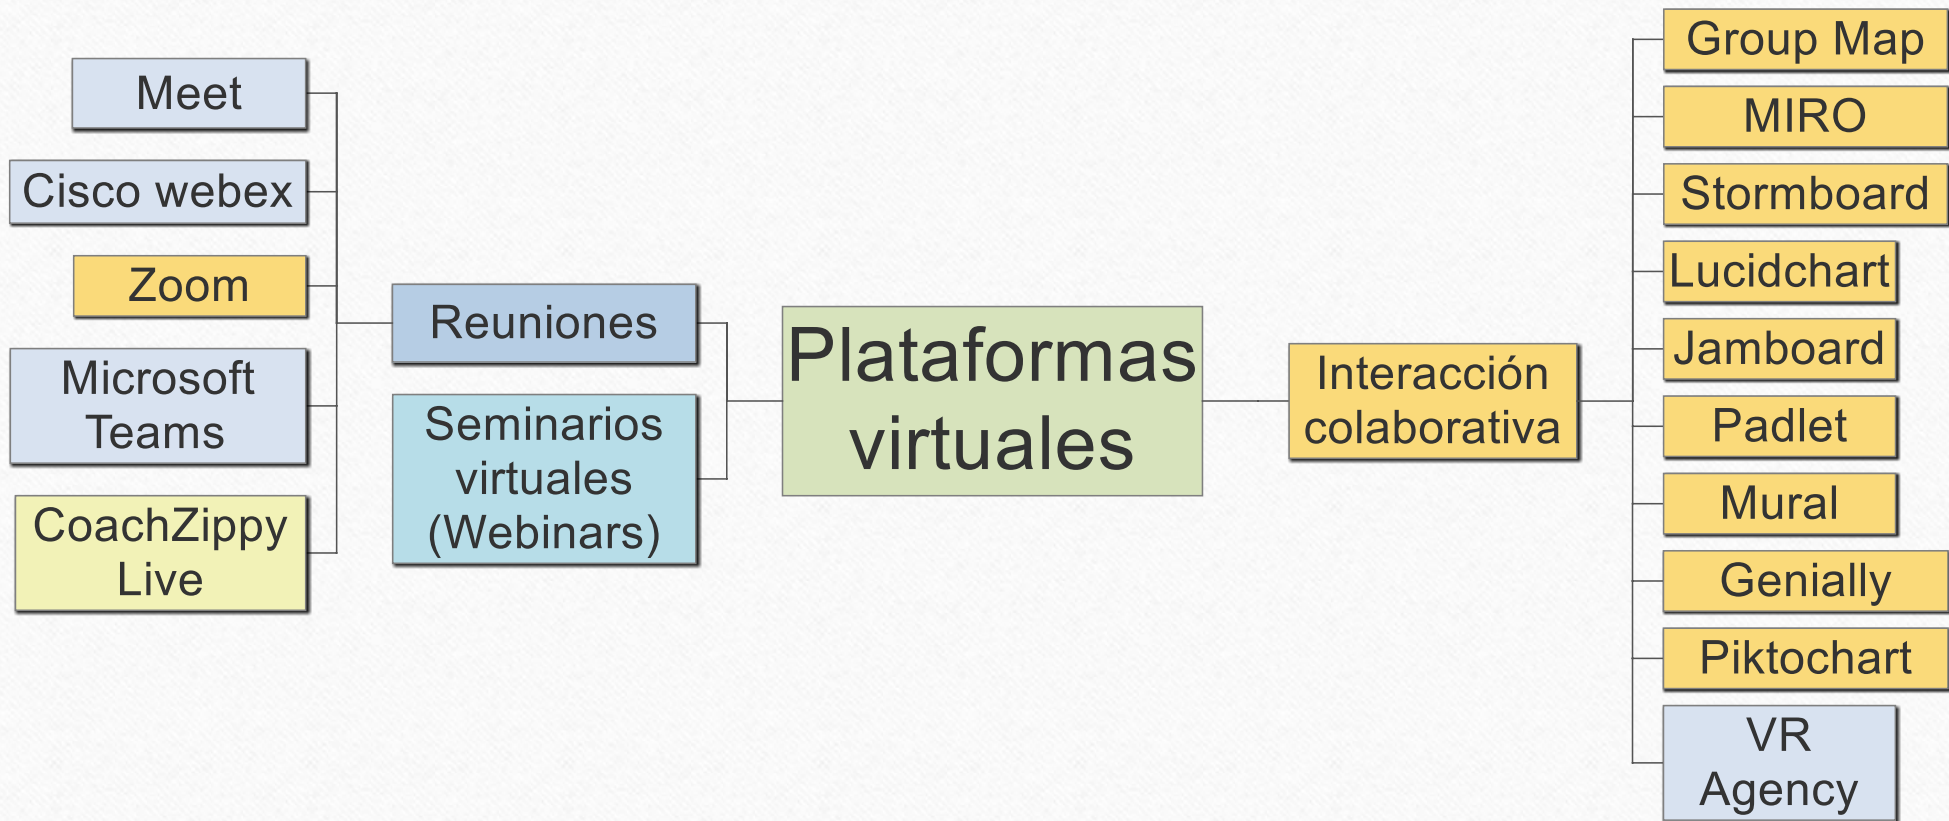 Meet
Cisco webex
Zoom
Microsoft
Teams
CoachZippy
Live
Reuniones
Seminarios
virtuales
(Webinars)
Plataformas
virtuales
Interacción
colaborativa
Group Map
MIRO
Stormboard
Lucidchart
Jamboard
Padlet
Mural
Genially
Piktochart
VR
Agency